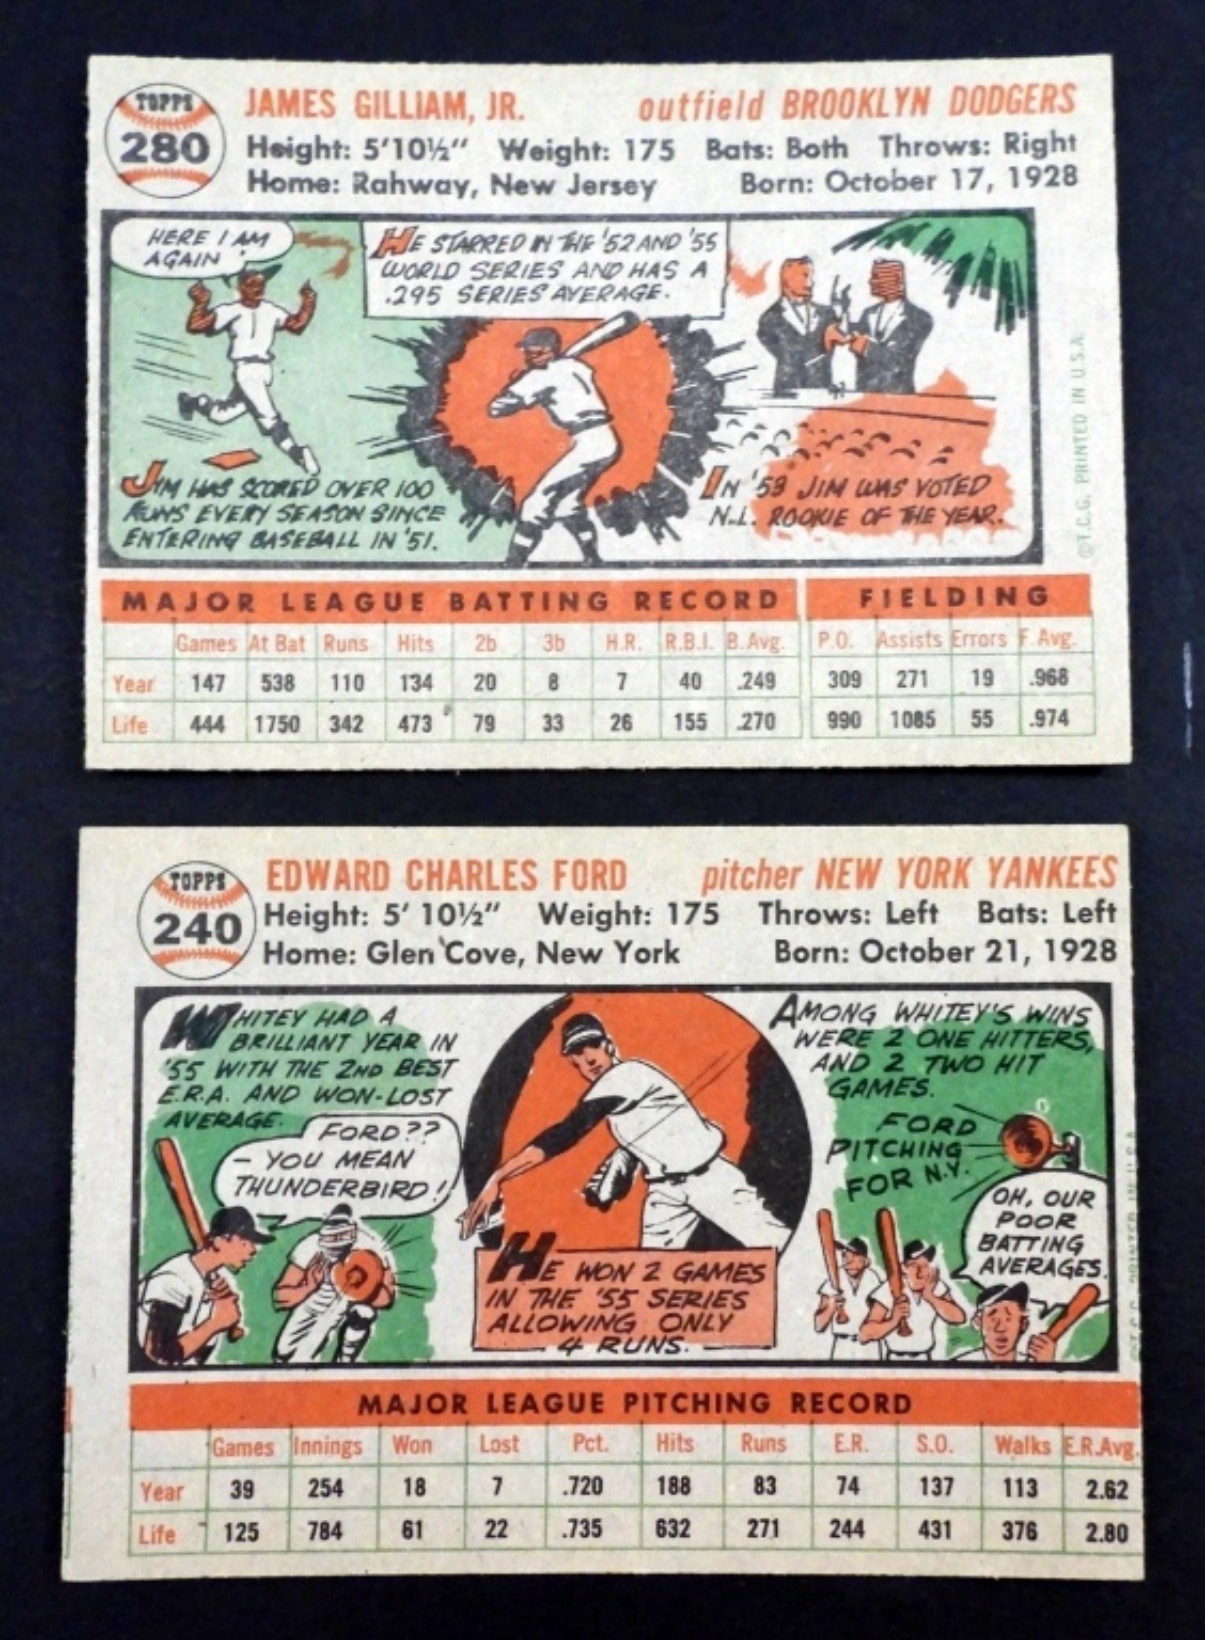 TOPPS
280
JAMES GILLIAM, JR. outfield BROOKLYN DODGERS
Height: 5'10½" Weight: 175 Bats: Both Throws: Right
Home: Rahway, New Jersey Born: October 17, 1928
HERE I AM
AGAIN!
HE STARRED IN THE '52 AND '55
WORLD SERIES AND HAS A
.295 SERIES AVERAGE.
JIM HAS SCORED OVER 100
RUNS EVERY SEASON SINCE
ENTERING BASEBALL IN '51.
IN '53 JIM WAS VOTED
N.L. ROOKIE OF THE YEAR.
©T.C.G. PRINTED IN U.S.A.
MAJOR LEAGUE BATTING RECORD FIELDING
Games At Bat Runs Hits 2b 3b H.R. R.B.I. B.Avg. P.O. Assists Errors F.Avg.
Year 147 538 110 134 20 8 7 40 .249 309 271 19 .968
Life 444 1750 342 473 79 33 26 155 .270 990 1085 55 .974
TOPPS
240
EDWARD CHARLES FORD pitcher NEW YORK YANKEES
Height: 5' 10½" Weight: 175 Throws: Left Bats: Left
Home: Glen Cove, New York Born: October 21, 1928
WHITEY HAD A
BRILLIANT YEAR IN
'55 WITH THE 2ND BEST
E.R.A. AND WON-LOST
AVERAGE.
FORD??
- YOU MEAN
THUNDERBIRD!
HE WON 2 GAMES
IN THE '55 SERIES
ALLOWING ONLY
4 RUNS.
AMONG WHITEY'S WINS
WERE 2 ONE HITTERS,
AND 2 TWO HIT
GAMES.
FORD
PITCHING
FOR N.Y.
OH, OUR
POOR
BATTING
AVERAGES.
MAJOR LEAGUE PITCHING RECORD
Games Innings Won Lost Pct. Hits Runs E.R. S.O. Walks E.R.Avg.
Year 39 254 18 7 .720 188 83 74 137 113 2.62
Life 125 784 61 22 .735 632 271 244 431 376 2.80